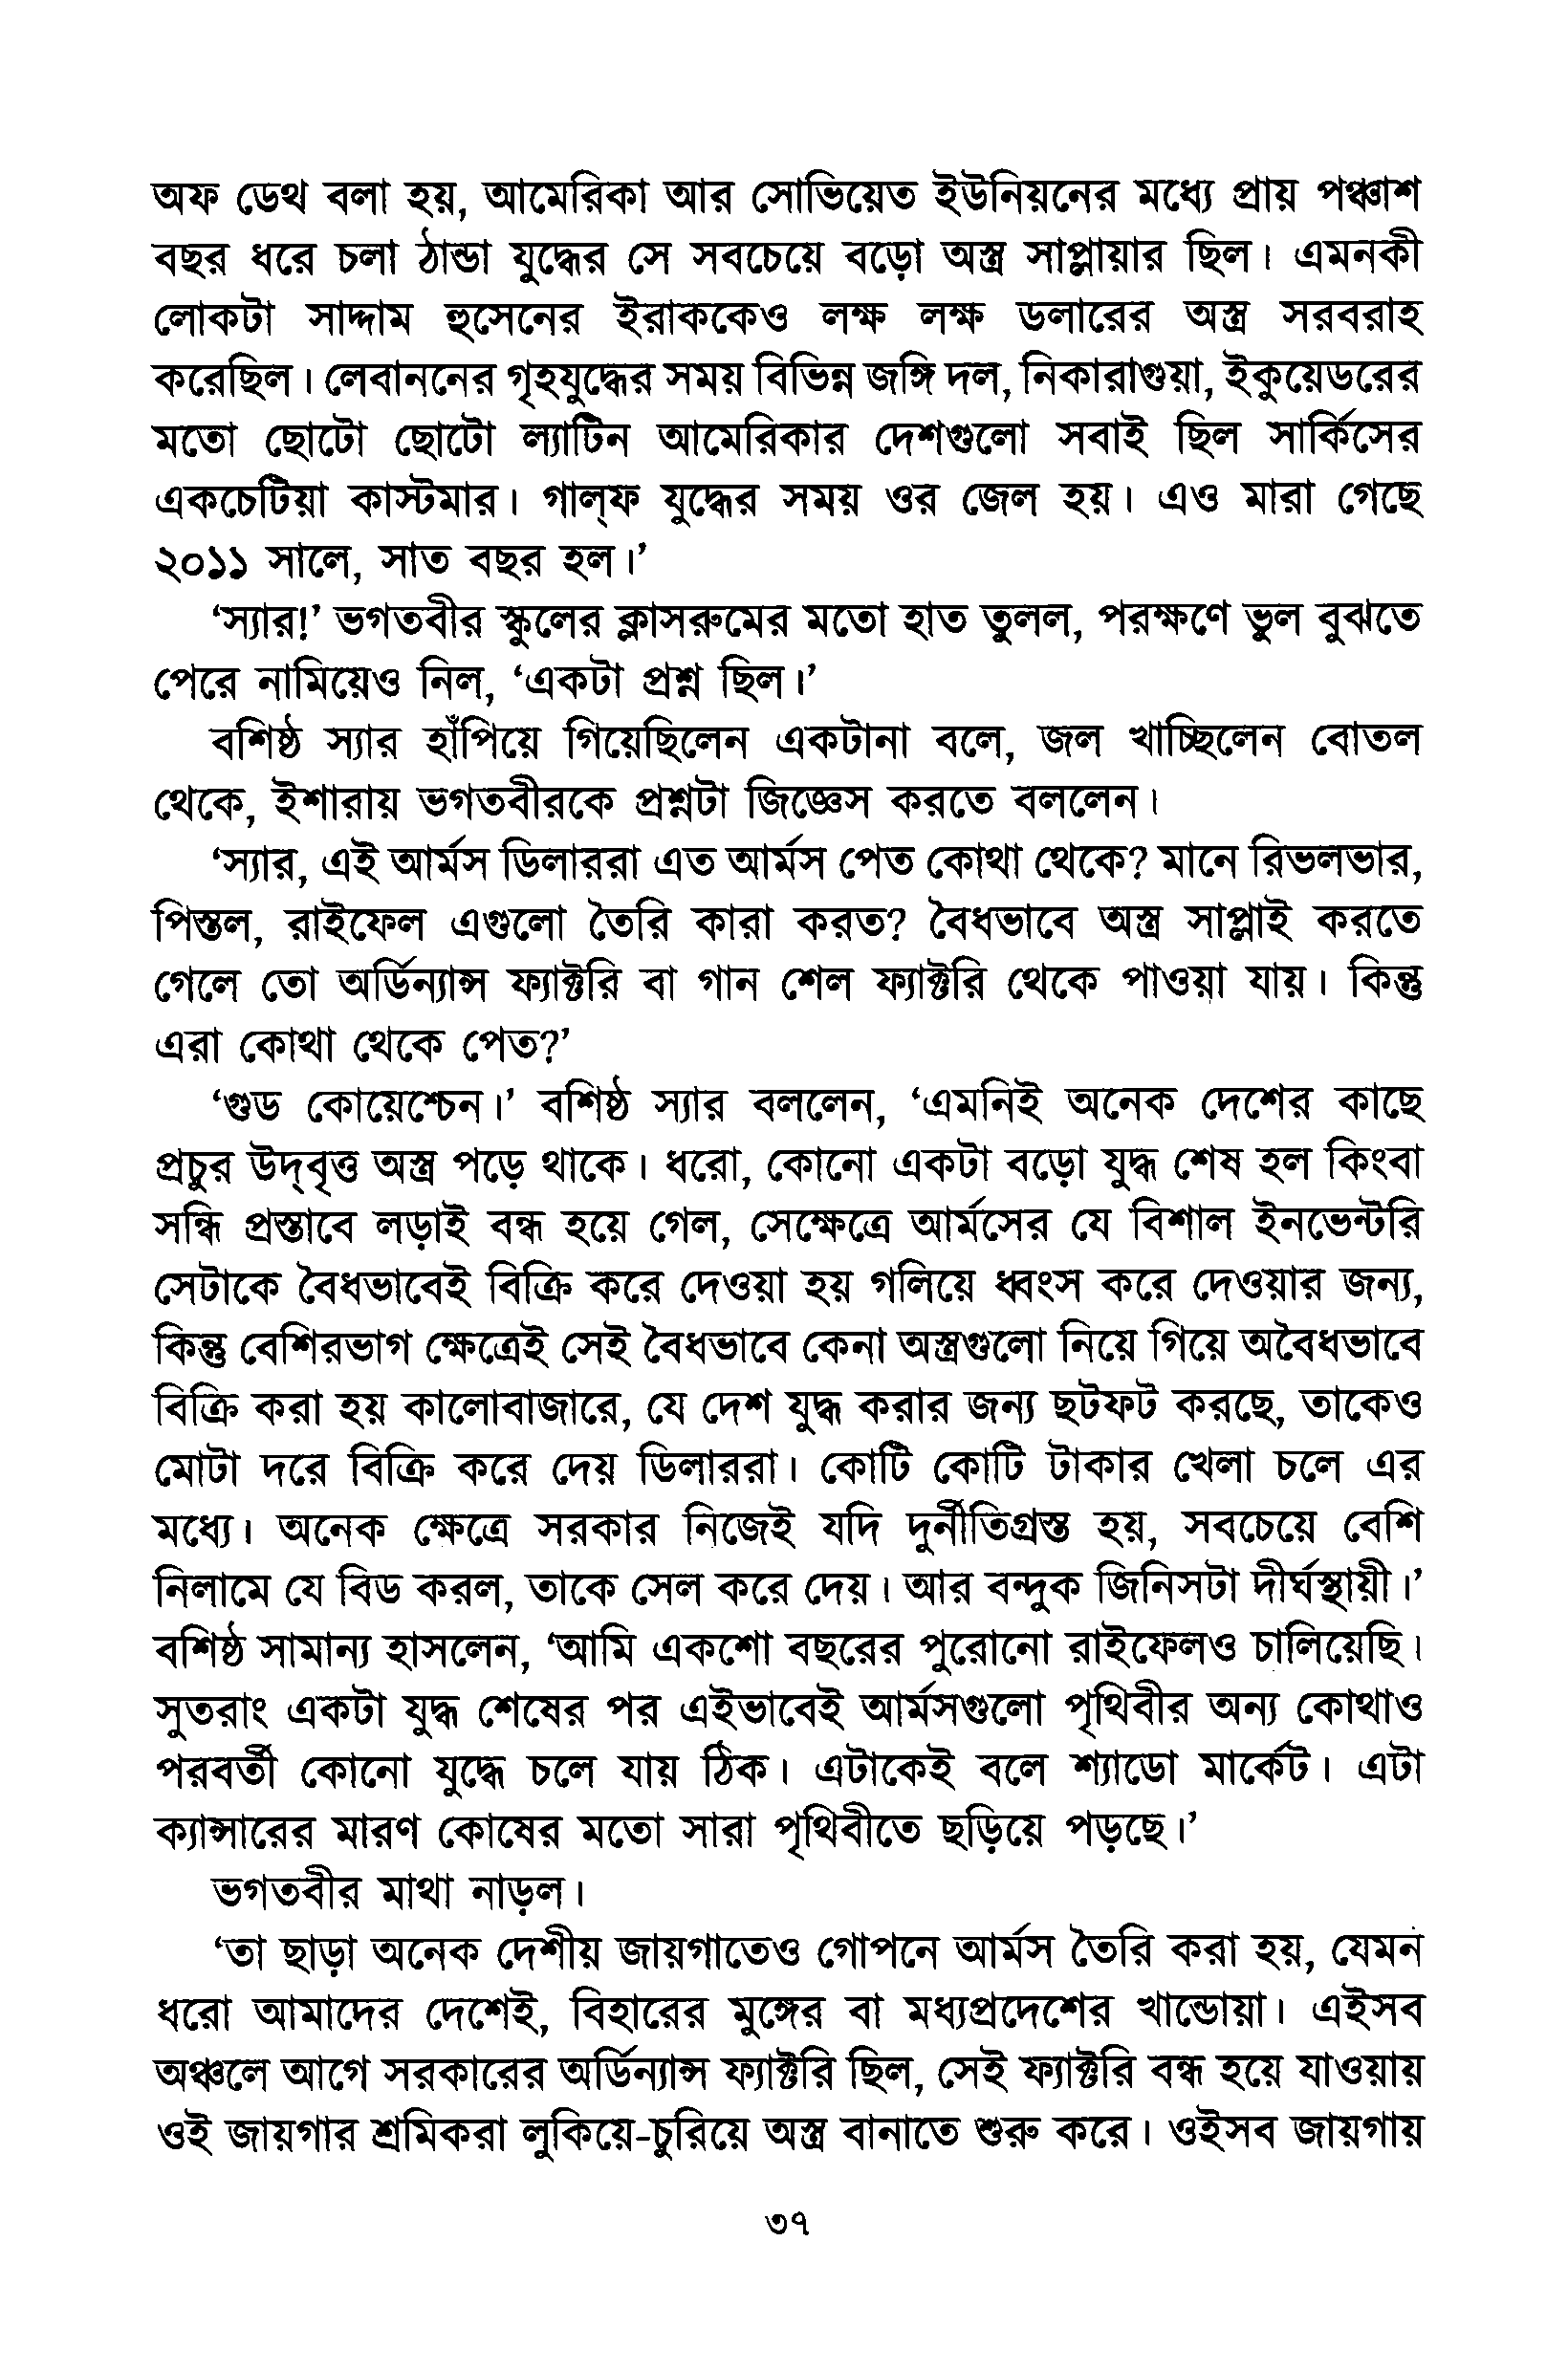 অফ ডেথ বলা হয়, আমেরিকা আর সোভিয়েত ইউনিয়নের মধ্যে প্রায় পঞ্চাশ
বছর ধরে চলা ঠান্ডা যুদ্ধের সে সবচেয়ে বড়ো অস্ত্র সাপ্লায়ার ছিল। এমনকী
লোকটা সাদ্দাম হুসেনের ইরাককেও লক্ষ লক্ষ ডলারের অস্ত্র সরবরাহ
করেছিল। লেবাননের গৃহযুদ্ধের সময় বিভিন্ন জঙ্গি দল, নিকারাগুয়া, ইকুয়েডরের
মতো ছোটো ছোটো ল্যাটিন আমেরিকার দেশগুলো সবাই ছিল সার্কিসের
একচেটিয়া কাস্টমার। গাল্‌ফ যুদ্ধের সময় ওর জেল হয়। এও মারা গেছে
২০১১ সালে, সাত বছর হল।’
‘স্যার!’ ভগতবীর স্কুলের ক্লাসরুমের মতো হাত তুলল, পরক্ষণে ভুল বুঝতে
পেরে নামিয়েও নিল, ‘একটা প্রশ্ন ছিল।’
বশিষ্ঠ স্যার হাঁপিয়ে গিয়েছিলেন একটানা বলে, জল খাচ্ছিলেন বোতল
থেকে, ইশারায় ভগতবীরকে প্রশ্নটা জিজ্ঞেস করতে বললেন।
‘স্যার, এই আর্মস ডিলাররা এত আর্মস পেত কোথা থেকে? মানে রিভলভার,
পিস্তল, রাইফেল এগুলো তৈরি কারা করত? বৈধভাবে অস্ত্র সাপ্লাই করতে
গেলে তো অর্ডিন্যান্স ফ্যাক্টরি বা গান শেল ফ্যাক্টরি থেকে পাওয়া যায়। কিন্তু
এরা কোথা থেকে পেত?’
‘গুড কোয়েশ্চেন।’ বশিষ্ঠ স্যার বললেন, ‘এমনিই অনেক দেশের কাছে
প্রচুর উদ্‌বৃত্ত অস্ত্র পড়ে থাকে। ধরো, কোনো একটা বড়ো যুদ্ধ শেষ হল কিংবা
সন্ধি প্রস্তাবে লড়াই বন্ধ হয়ে গেল, সেক্ষেত্রে আর্মসের যে বিশাল ইনভেন্টরি
সেটাকে বৈধভাবেই বিক্রি করে দেওয়া হয় গলিয়ে ধ্বংস করে দেওয়ার জন্য,
কিন্তু বেশিরভাগ ক্ষেত্রেই সেই বৈধভাবে কেনা অস্ত্রগুলো নিয়ে গিয়ে অবৈধভাবে
বিক্রি করা হয় কালোবাজারে, যে দেশ যুদ্ধ করার জন্য ছটফট করছে, তাকেও
মোটা দরে বিক্রি করে দেয় ডিলাররা। কোটি কোটি টাকার খেলা চলে এর
মধ্যে। অনেক ক্ষেত্রে সরকার নিজেই যদি দুর্নীতিগ্রস্ত হয়, সবচেয়ে বেশি
নিলামে যে বিড করল, তাকে সেল করে দেয়। আর বন্দুক জিনিসটা দীর্ঘস্থায়ী।’
বশিষ্ঠ সামান্য হাসলেন, ‘আমি একশো বছরের পুরোনো রাইফেলও চালিয়েছি।
সুতরাং একটা যুদ্ধ শেষের পর এইভাবেই আর্মসগুলো পৃথিবীর অন্য কোথাও
পরবর্তী কোনো যুদ্ধে চলে যায় ঠিক। এটাকেই বলে শ্যাডো মার্কেট। এটা
ক্যান্সারের মারণ কোষের মতো সারা পৃথিবীতে ছড়িয়ে পড়ছে।’
ভগতবীর মাথা নাড়ল।
‘তা ছাড়া অনেক দেশীয় জায়গাতেও গোপনে আর্মস তৈরি করা হয়, যেমন
ধরো আমাদের দেশেই, বিহারের মুঙ্গের বা মধ্যপ্রদেশের খান্ডোয়া। এইসব
অঞ্চলে আগে সরকারের অর্ডিন্যান্স ফ্যাক্টরি ছিল, সেই ফ্যাক্টরি বন্ধ হয়ে যাওয়ায়
ওই জায়গার শ্রমিকরা লুকিয়ে-চুরিয়ে অস্ত্র বানাতে শুরু করে। ওইসব জায়গায়
৩৭